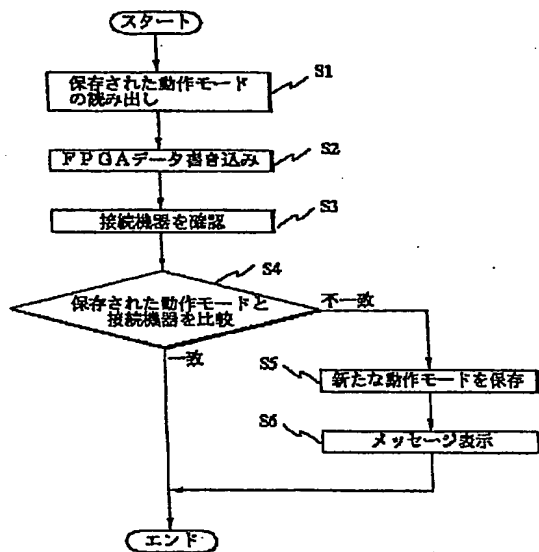 スタート
保存された動作モード
の読み出し
S1
FPGAデータ書き込み
S2
接続機器を確認
S3
S4
保存された動作モードと
接続機器を比較
不一致
一致
S5
新たな動作モードを保存
S6
メッセージ表示
エンド